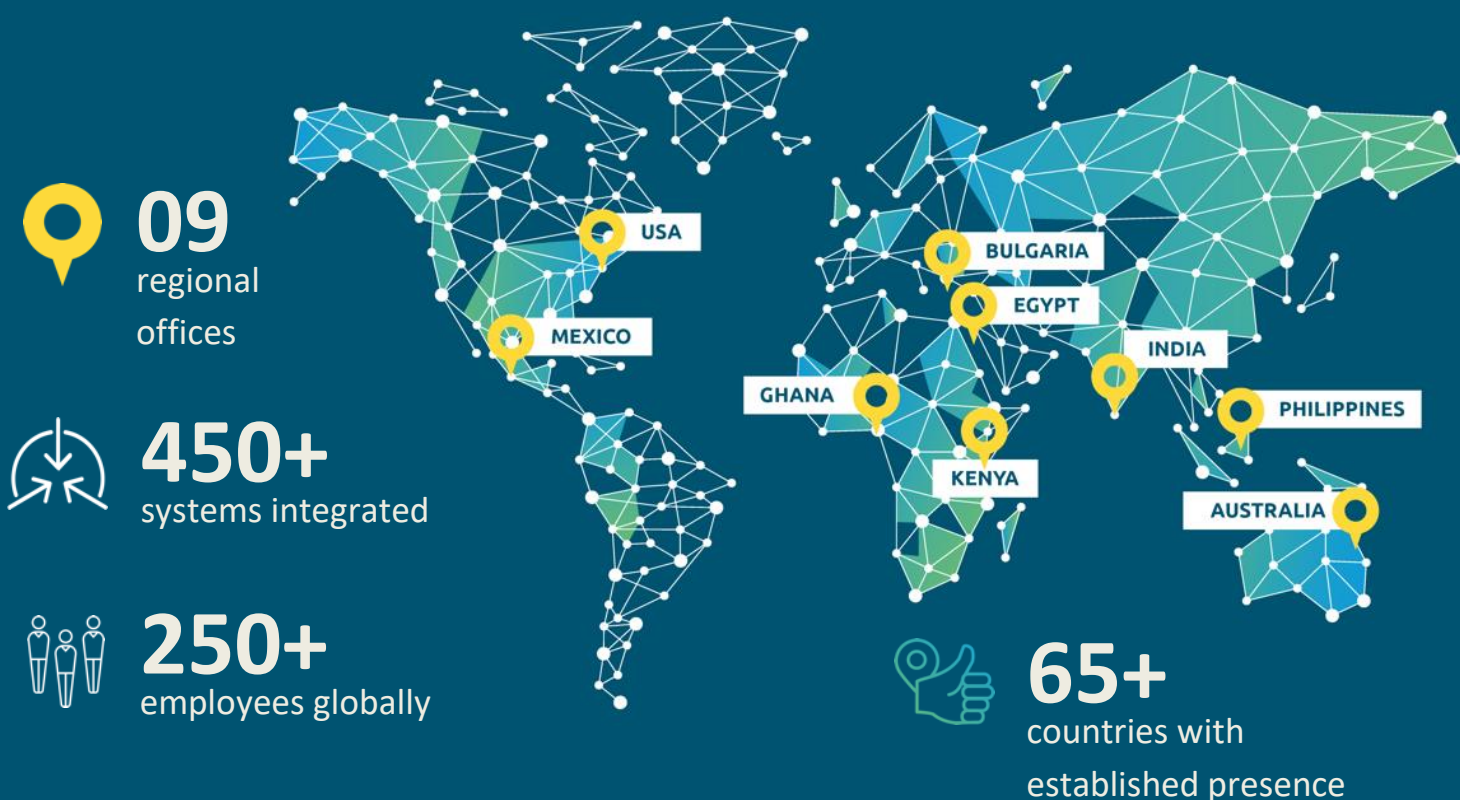 09
regional
offices
450+
systems integrated
250+
employees globally
USA
MEXICO
BULGARIA
EGYPT
INDIA
GHANA
PHILIPPINES
KENYA
AUSTRALIA
65+
countries with
established presence